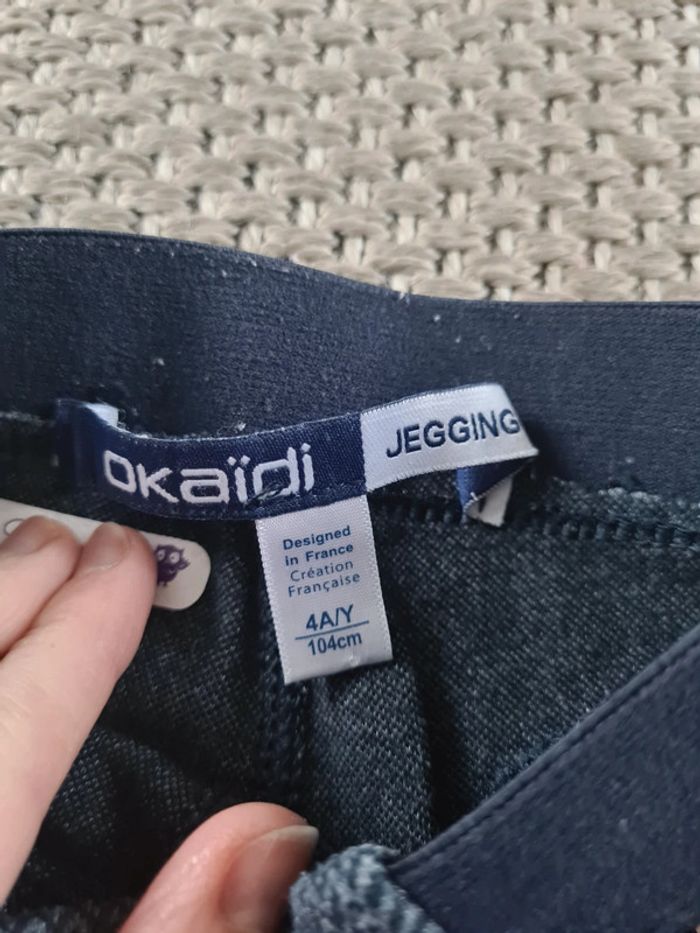 okaïdi
JEGGING
Designed
in France
Création
Française
4A/Y
104cm